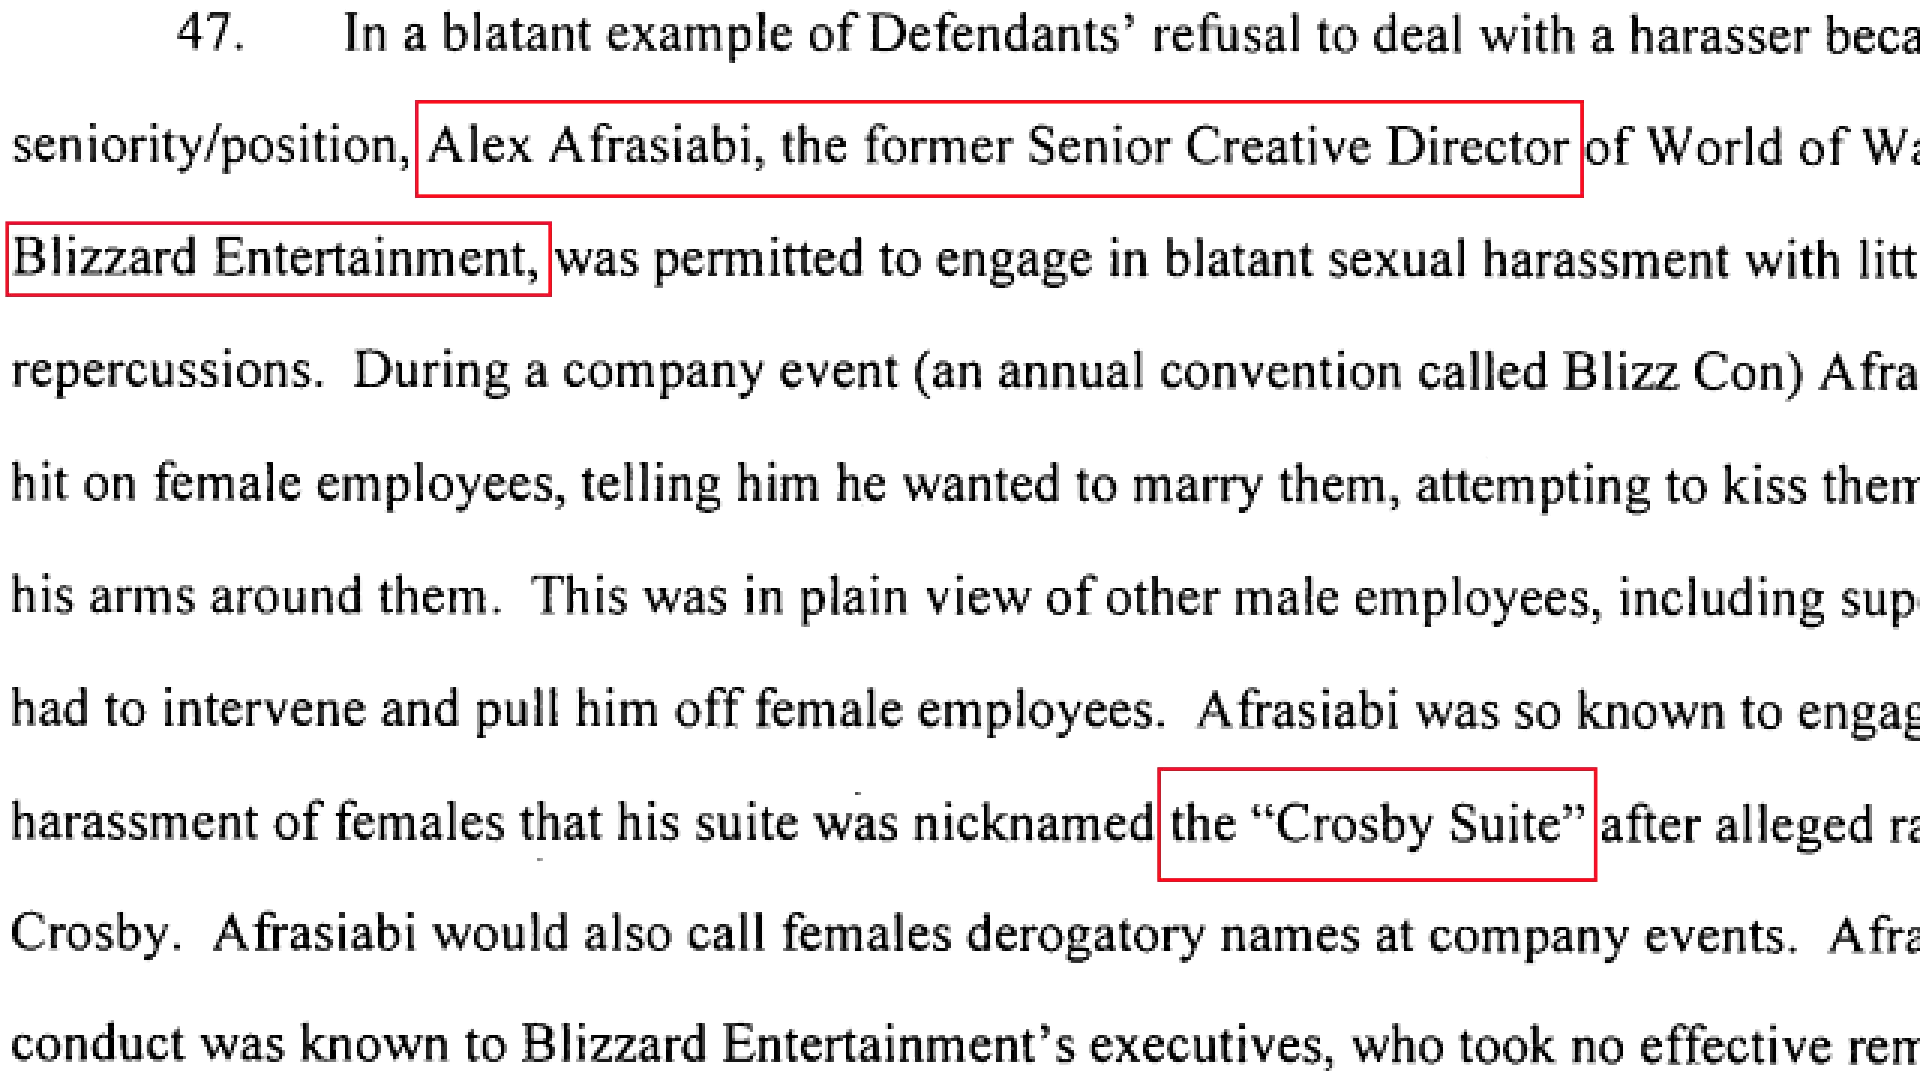 47. In a blatant example of Defendants’ refusal to deal with a harasser beca
seniority/position, Alex Afrasiabi, the former Senior Creative Director of World of Wa
Blizzard Entertainment, was permitted to engage in blatant sexual harassment with litt
repercussions. During a company event (an annual convention called Blizz Con) Afra
hit on female employees, telling him he wanted to marry them, attempting to kiss them
his arms around them. This was in plain view of other male employees, including sup
had to intervene and pull him off female employees. Afrasiabi was so known to engag
harassment of females that his suite was nicknamed the “Crosby Suite” after alleged ra
Crosby. Afrasiabi would also call females derogatory names at company events. Afra
conduct was known to Blizzard Entertainment’s executives, who took no effective rem